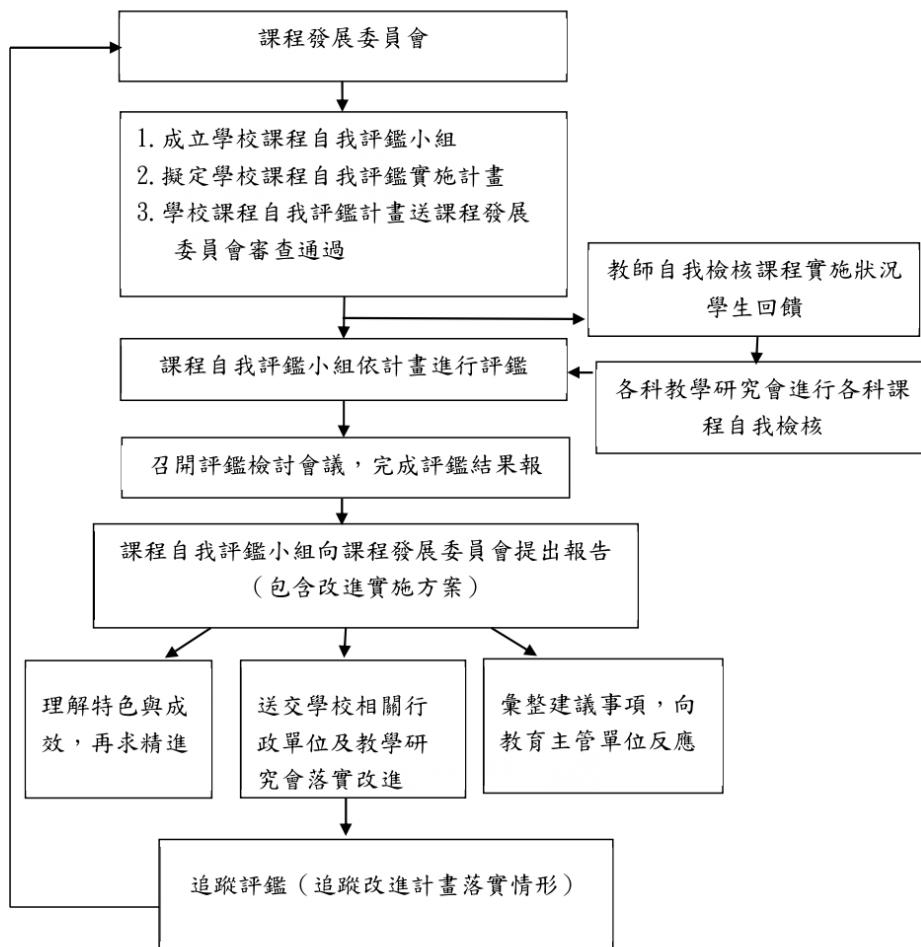 課程發展委員會
1.成立學校課程自我評鑑小組
2.擬定學校課程自我評鑑實施計畫
3.學校課程自我評鑑計畫送課程發展
委員會審查通過
教師自我檢核課程實施狀況
學生回饋
課程自我評鑑小組依計畫進行評鑑
各科教學研究會進行各科課
程自我檢核
召開評鑑檢討會議，完成評鑑結果報
課程自我評鑑小組向課程發展委員會提出報告
（包含改進實施方案）
理解特色與成
效，再求精進
送交學校相關行
政單位及教學研
究會落實改進
彙整建議事項，向
教育主管單位反應
追蹤評鑑（追蹤改進計畫落實情形）